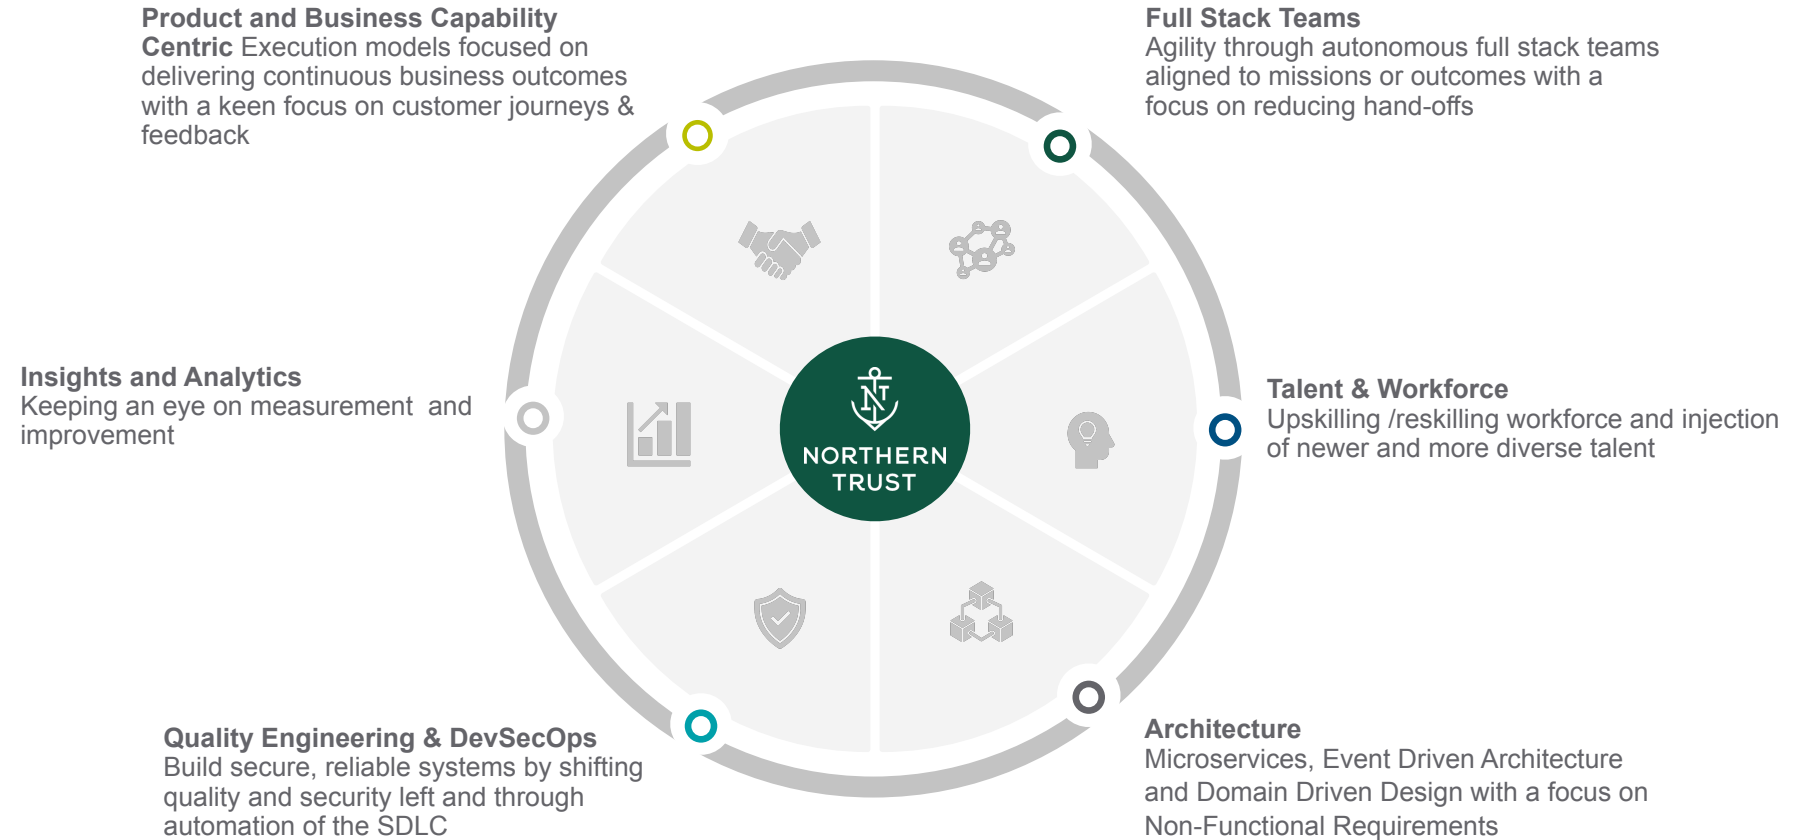 Product and Business Capability
Centric Execution models focused on
delivering continuous business outcomes
with a keen focus on customer journeys &
feedback
Full Stack Teams
Agility through autonomous full stack teams
aligned to missions or outcomes with a
focus on reducing hand-offs
Insights and Analytics
Keeping an eye on measurement  and
improvement
NT
NORTHERN
TRUST
Talent & Workforce
Upskilling /reskilling workforce and injection
of newer and more diverse talent
Quality Engineering & DevSecOps
Build secure, reliable systems by shifting
quality and security left and through
automation of the SDLC
Architecture
Microservices, Event Driven Architecture
and Domain Driven Design with a focus on
Non-Functional Requirements